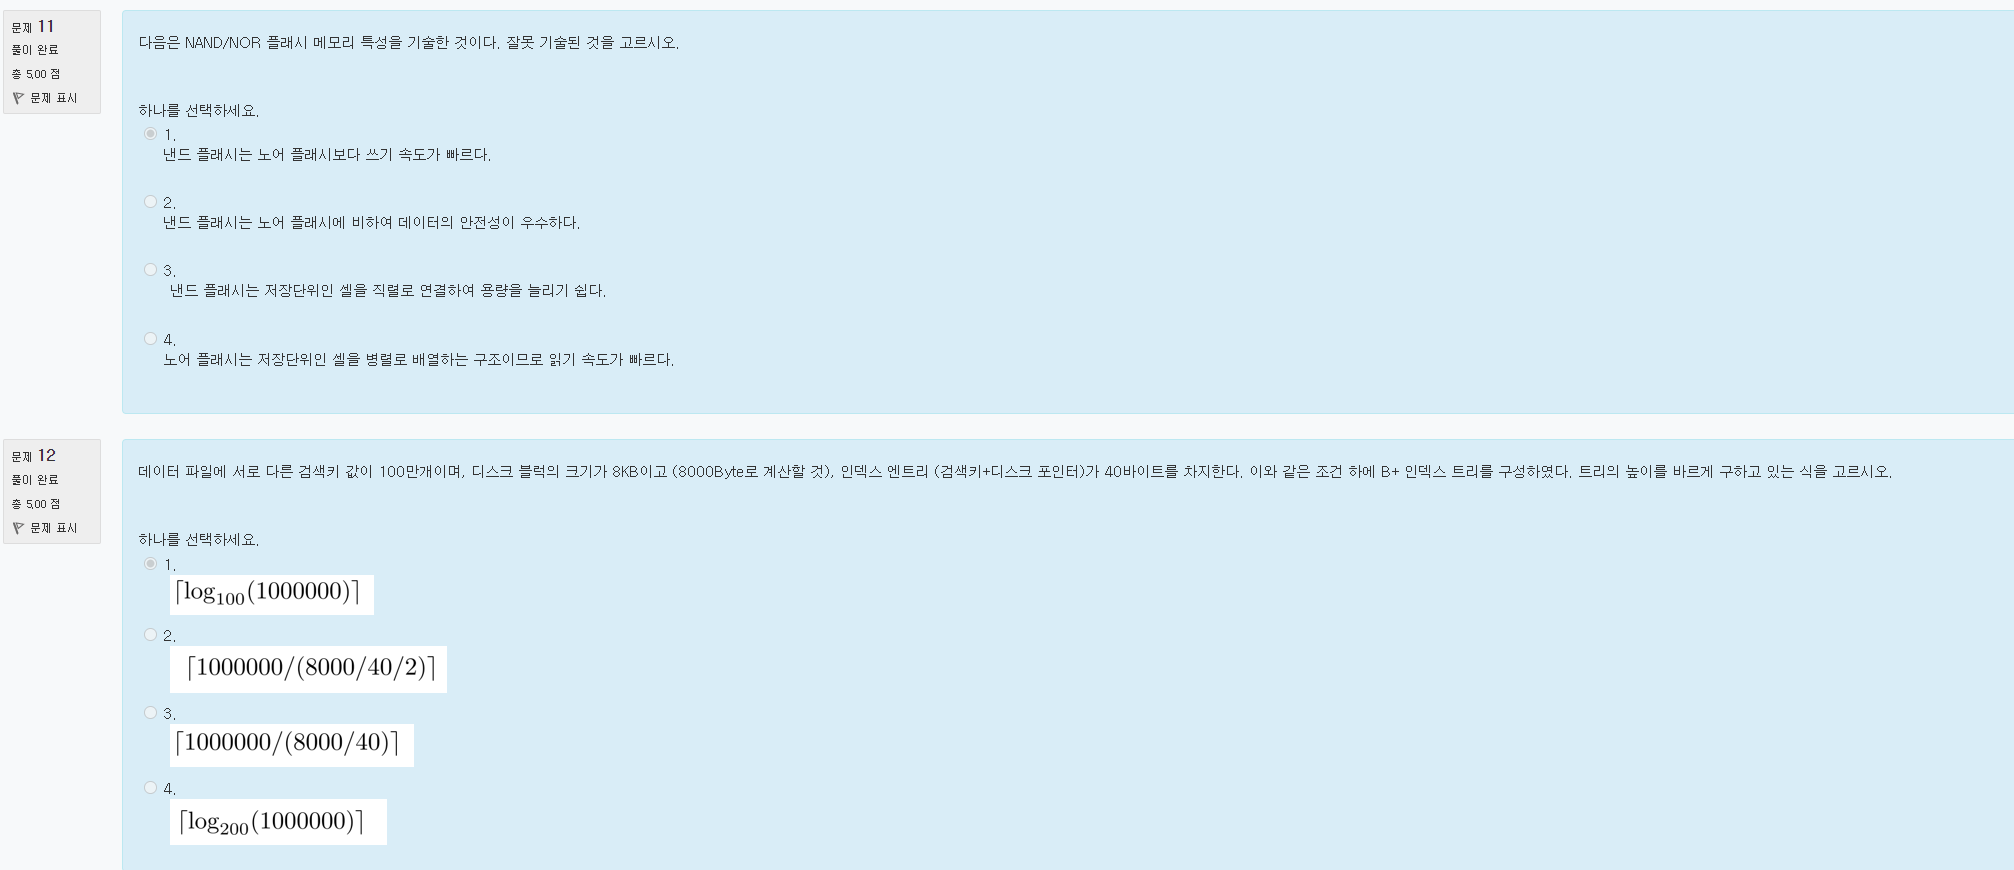 문제 11
풀이 완료
총 5.00 점
문제 표시
다음은 NAND/NOR 플래시 메모리 특성을 기술한 것이다. 잘못 기술된 것을 고르시오.
하나를 선택하세요.
1.
낸드 플래시는 노어 플래시보다 쓰기 속도가 빠르다.
2.
낸드 플래시는 노어 플래시에 비하여 데이터의 안전성이 우수하다.
3.
낸드 플래시는 저장단위인 셀을 직렬로 연결하여 용량을 늘리기 쉽다.
4.
노어 플래시는 저장단위인 셀을 병렬로 배열하는 구조이므로 읽기 속도가 빠르다.
문제 12
풀이 완료
총 5.00 점
문제 표시
데이터 파일에 서로 다른 검색키 값이 100만개이며, 디스크 블럭의 크기가 8KB이고 (8000Byte로 계산할 것), 인덱스 엔트리 (검색키+디스크 포인터)가 40바이트를 차지한다. 이와 같은 조건 하에 B+ 인덱스 트리를 구성하였다. 트리의 높이를 바르게 구하고 있는 식을 고르시오.
하나를 선택하세요.
1.
⌈log₁₀₀(1000000)⌉
2.
⌈1000000/(8000/40/2)⌉
3.
⌈1000000/(8000/40)⌉
4.
⌈log₂₀₀(1000000)⌉